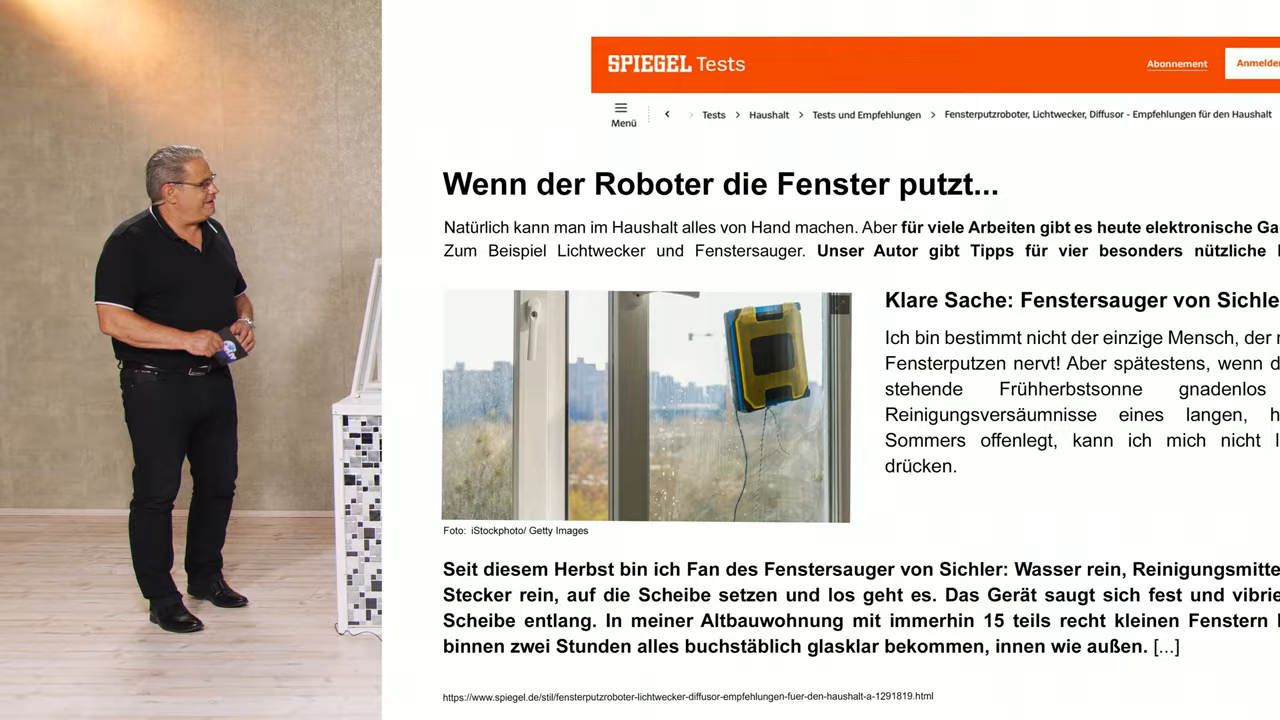 SPIEGEL Tests
Abonnement
Menü
Tests
Haushalt
Tests und Empfehlungen
Fensterputzroboter, Lichtwecker, Diffusor - Empfehlungen für den Haushalt
Wenn der Roboter die Fenster putzt...
Natürlich kann man im Haushalt alles von Hand machen. Aber für viele Arbeiten gibt es heute elektronische
Zum Beispiel Lichtwecker und Fenstersauger. Unser Autor gibt Tipps für vier besonders nützliche
Klare Sache: Fenstersauger von
Ich bin bestimmt nicht der einzige Mensch, der
Fensterputzen nervt! Aber spätestens, wenn
stehende Frühherbstsonne gnadenlos
Reinigungsversäumnisse eines langen,
Sommers offenlegt, kann ich mich nicht
drücken.
Foto: iStockphoto/ Getty Images
Seit diesem Herbst bin ich Fan des Fenstersauger von Sichler: Wasser rein,
Stecker rein, auf die Scheibe setzen und los geht es. Das Gerät saugt sich fest und
Scheibe entlang. In meiner Altbauwohnung mit immerhin 15 teils recht kleinen Fenstern
binnen zwei Stunden alles buchstäblich glasklar bekommen, innen wie außen. [...]
https://www.spiegel.de/stil/fensterputzroboter-lichtwecker-diffusor-empfehlungen-fuer-den-haushalt-a-1291819.html